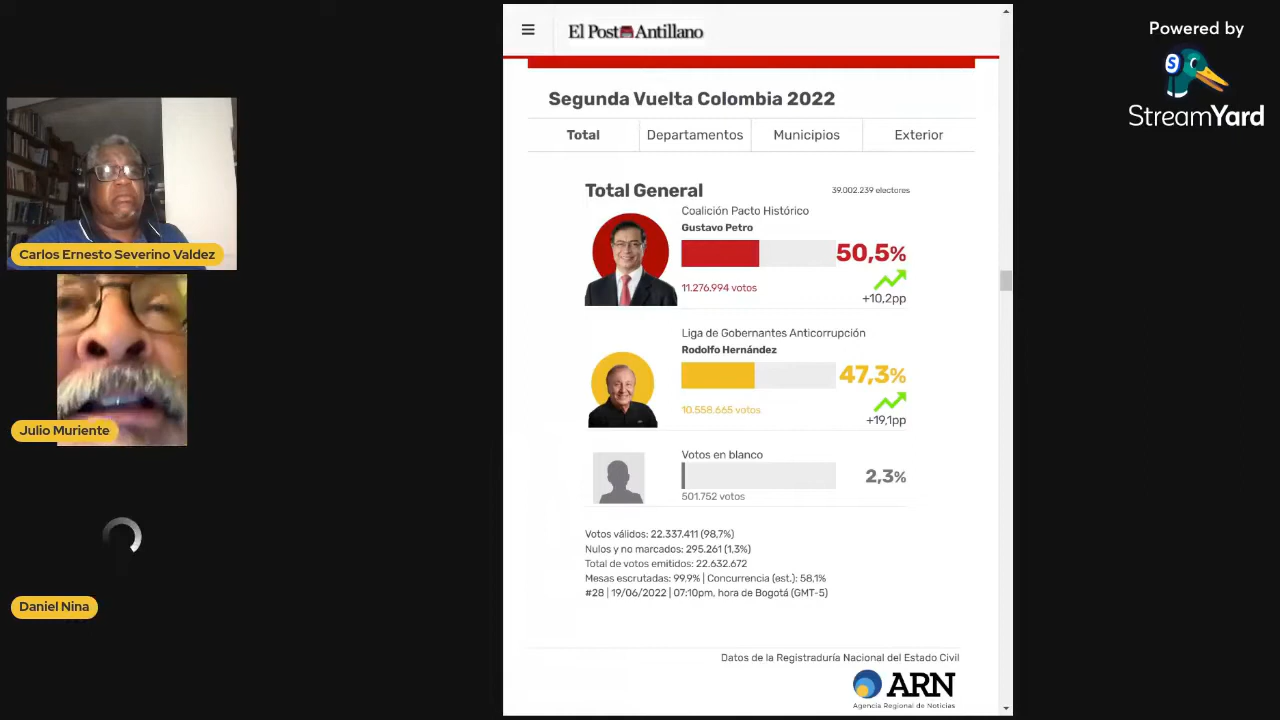 El Post Antillano
Powered by
StreamYard
Segunda Vuelta Colombia 2022
Total
Departamentos
Municipios
Exterior
Total General
39.002.239 electores
Coalición Pacto Histórico
Gustavo Petro
50,5%
11.276.994 votos
+10,2pp
Liga de Gobernantes Anticorrupción
Rodolfo Hernández
47,3%
10.558.665 votos
+19,1pp
Votos en blanco
2,3%
501.752 votos
Votos válidos: 22.337.411 (98,7%)
Nulos y no marcados: 295.261 (1,3%)
Total de votos emitidos: 22.632.672
Mesas escrutadas: 99.9% | Concurrencia (est.): 58,1%
#28 | 19/06/2022 | 07:10pm, hora de Bogotá (GMT-5)
Datos de la Registraduría Nacional del Estado Civil
ARN
Agencia Regional de Noticias
Carlos Ernesto Severino Valdez
Julio Muriente
Daniel Nina